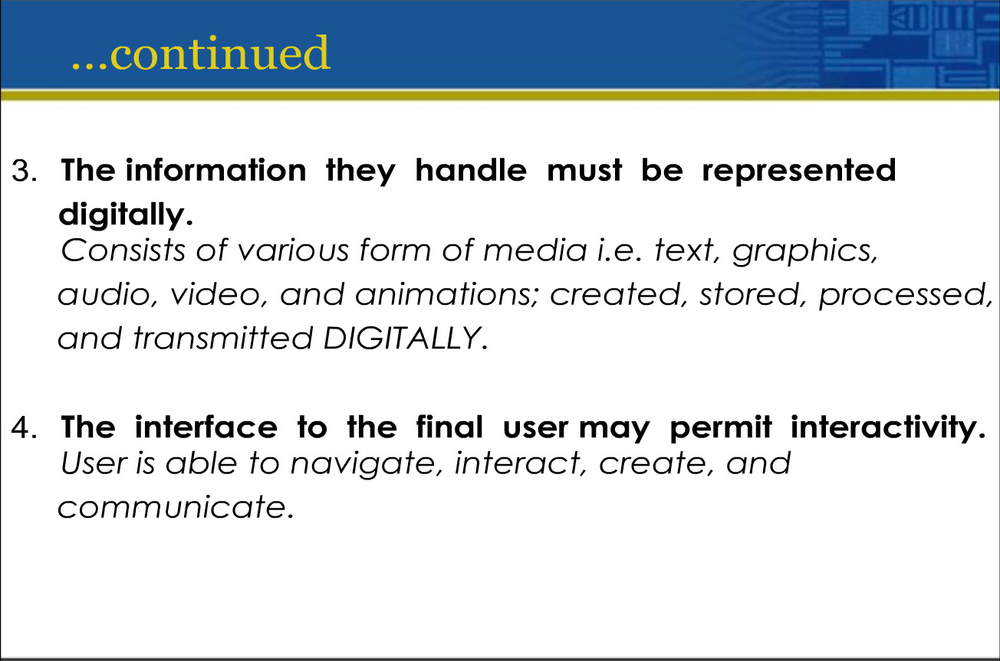 ...continued
3. The information they handle must be represented
digitally.
Consists of various form of media i.e. text, graphics,
audio, video, and animations; created, stored, processed,
and transmitted DIGITALLY.
4. The interface to the final user may permit interactivity.
User is able to navigate, interact, create, and
communicate.